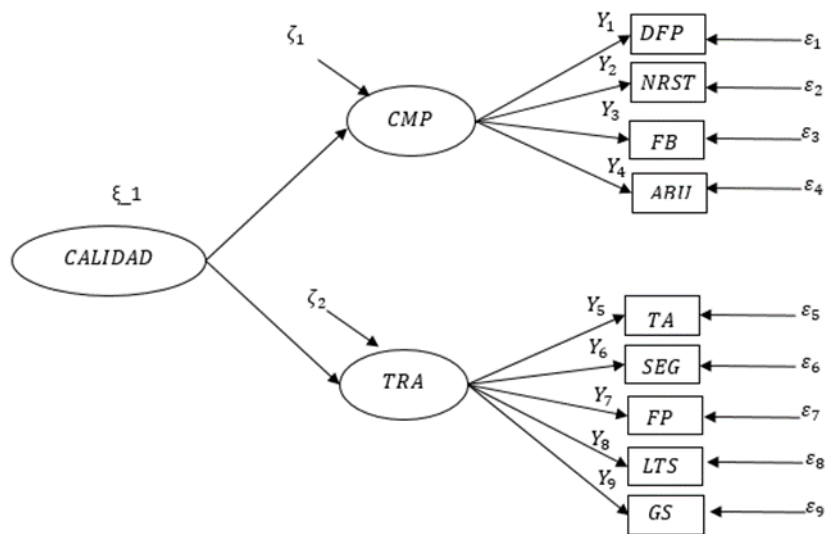 Y₁
DFP
ε₁
ζ₁
Y₂
NRST
ε₂
CMP
Y₃
FB
ε₃
Y₄
ABIJ
ε₄
ξ_1
CALIDAD
ζ₂
Y₅
TA
ε₅
Y₆
SEG
ε₆
TRA
Y₇
FP
ε₇
Y₈
LTS
ε₈
Y₉
GS
ε₉